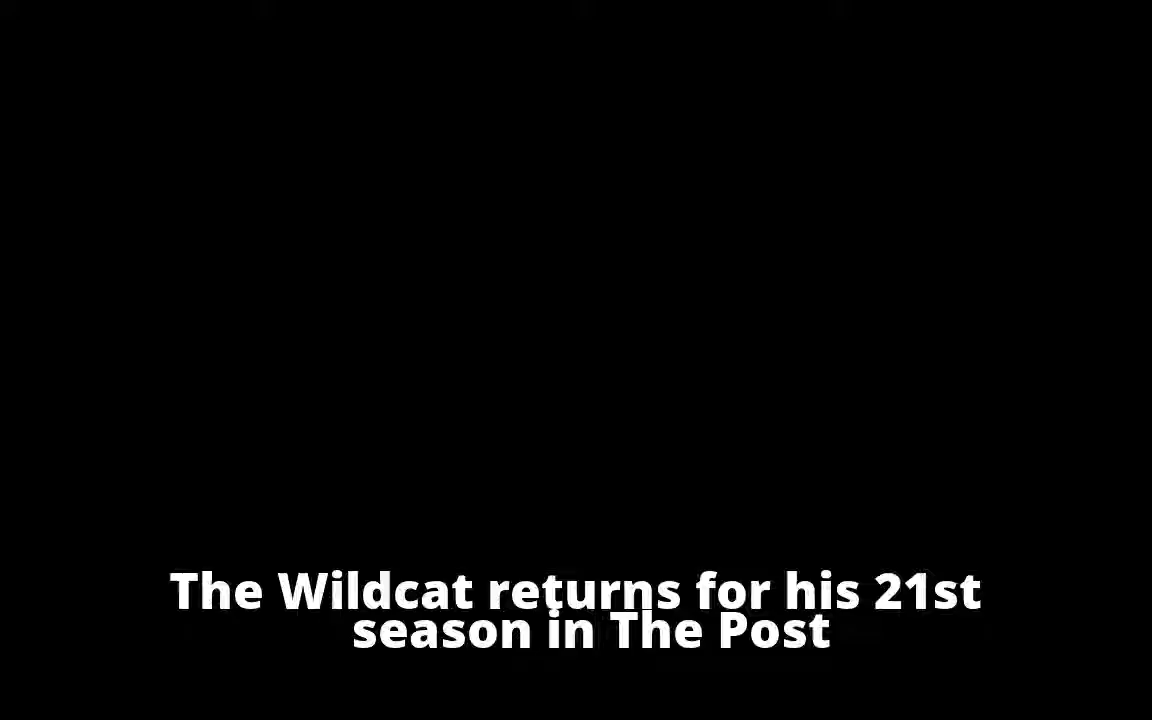 The Wildcat returns for his 21st
season in The Post